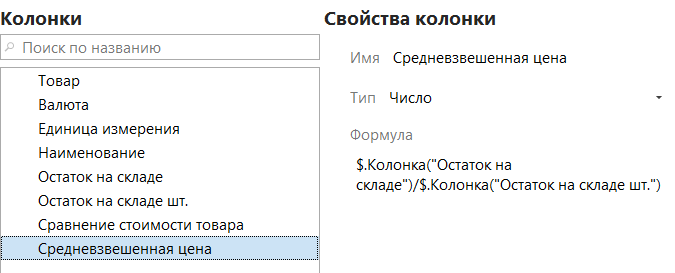 Колонки
Поиск по названию
Товар
Валюта
Единица измерения
Наименование
Остаток на складе
Остаток на складе шт.
Сравнение стоимости товара
Средневзвешенная цена
Свойства колонки
Имя Средневзвешенная цена
Тип Число
Формула
$.Колонка("Остаток на
складе")/$.Колонка("Остаток на складе шт.")